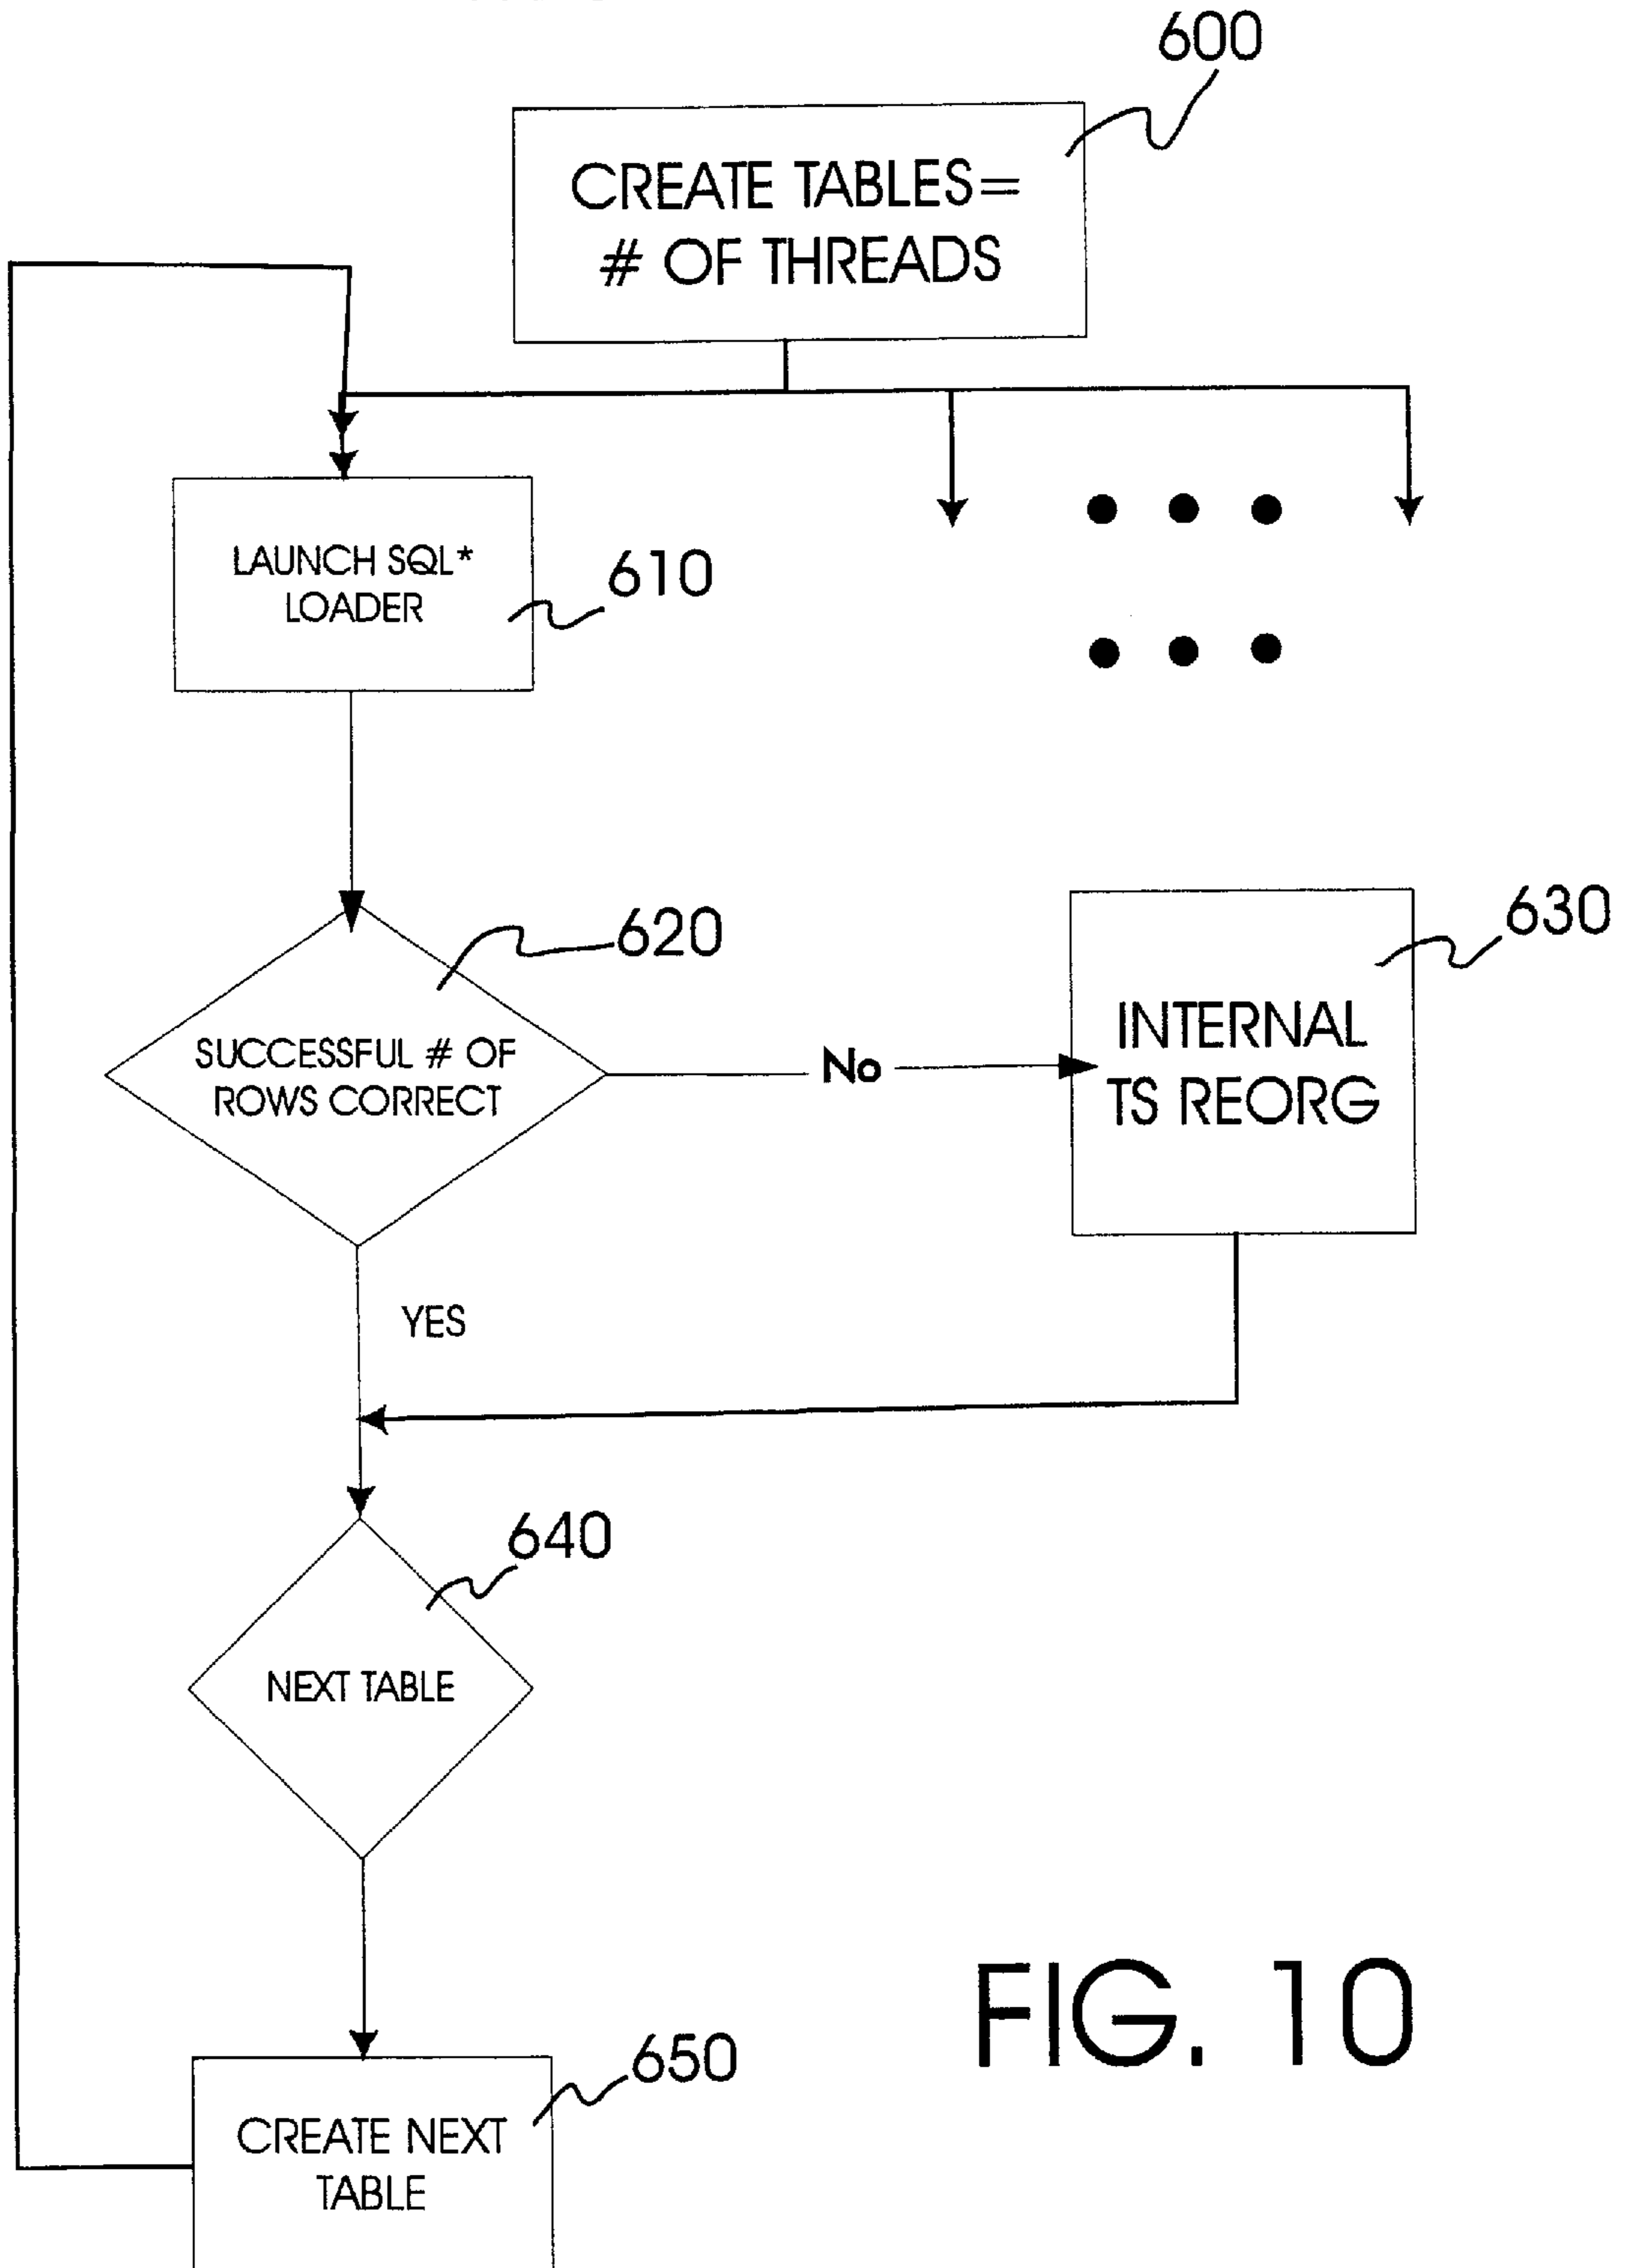 600
CREATE TABLES=
# OF THREADS
LAUNCH SQL*
LOADER
610
620
SUCCESSFUL # OF
ROWS CORRECT
No
630
INTERNAL
TS REORG
YES
640
NEXT TABLE
650
CREATE NEXT
TABLE
FIG. 10